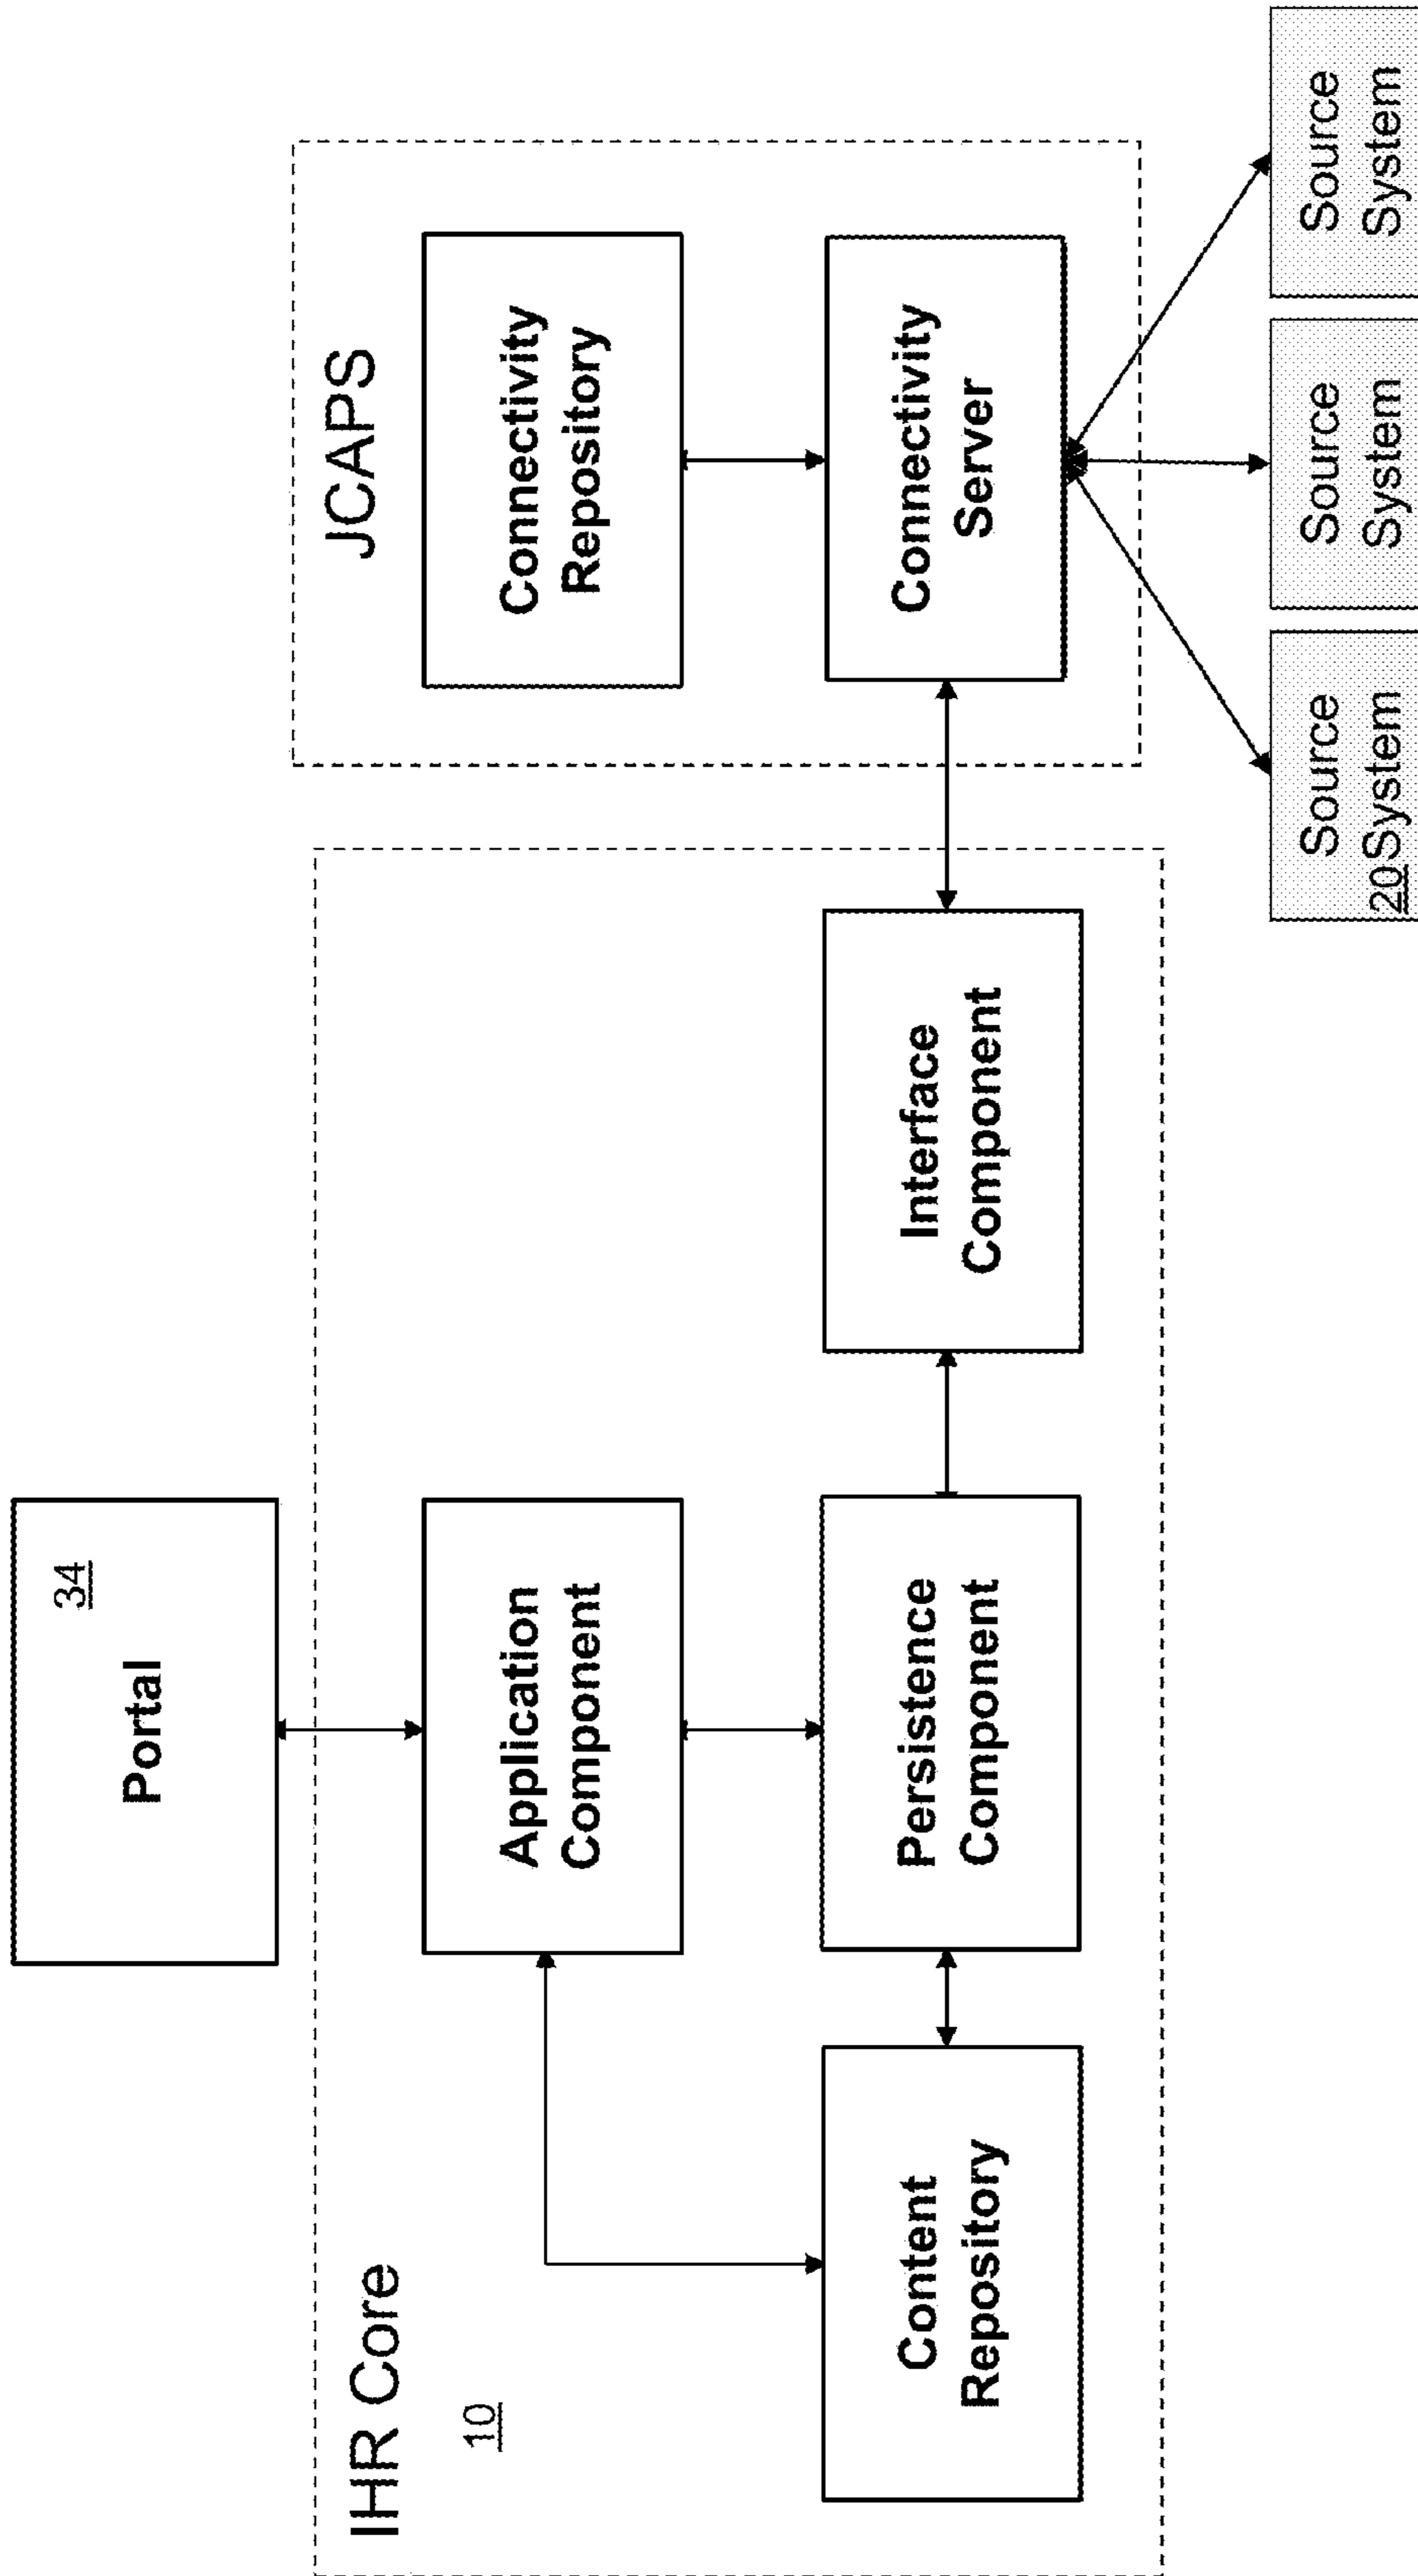 Portal
34
IHR Core
10
Application
Component
Content
Repository
Persistence
Component
Interface
Component
JCAPS
Connectivity
Repository
Connectivity
Server
Source
20System
Source
System
Source
System